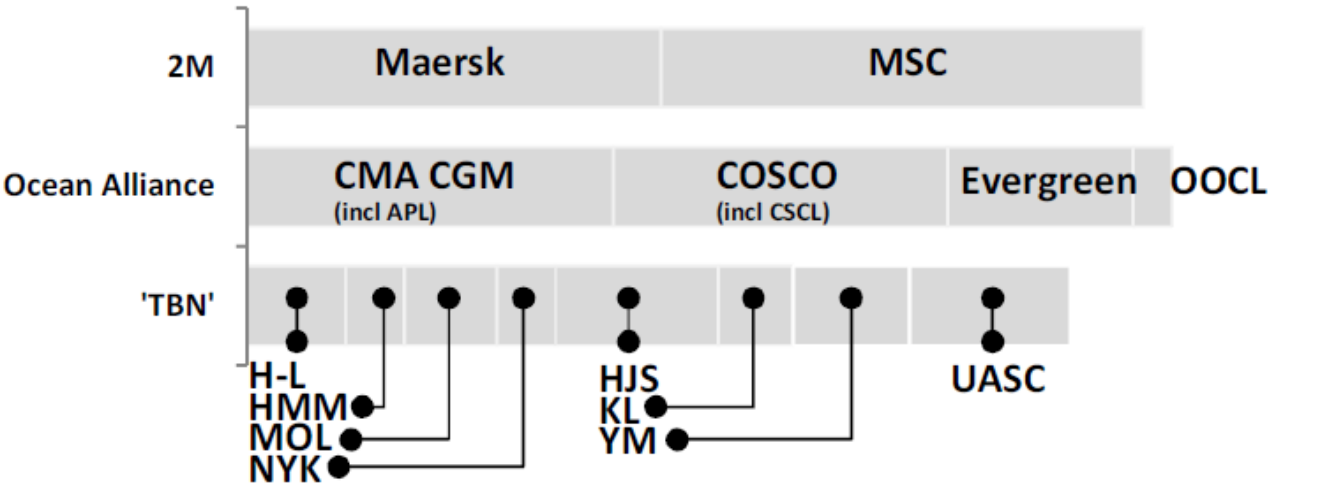 2M
Maersk
MSC
Ocean Alliance
CMA CGM
(incl APL)
COSCO
(incl CSCL)
Evergreen
OOCL
'TBN'
H-L
HMM
MOL
NYK
HJS
KL
YM
UASC